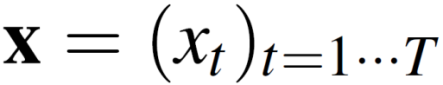 𝐱 = (x_t)_{t=1⋯T}